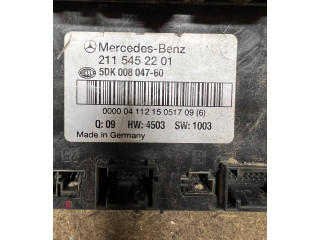 Mercedes-Benz
211 545 22 01
HELLA 5DK 008 047-60
0000 04 112 15 0517 09 (6)
Q: 09 HW: 4503 SW: 1003
Made in Germany